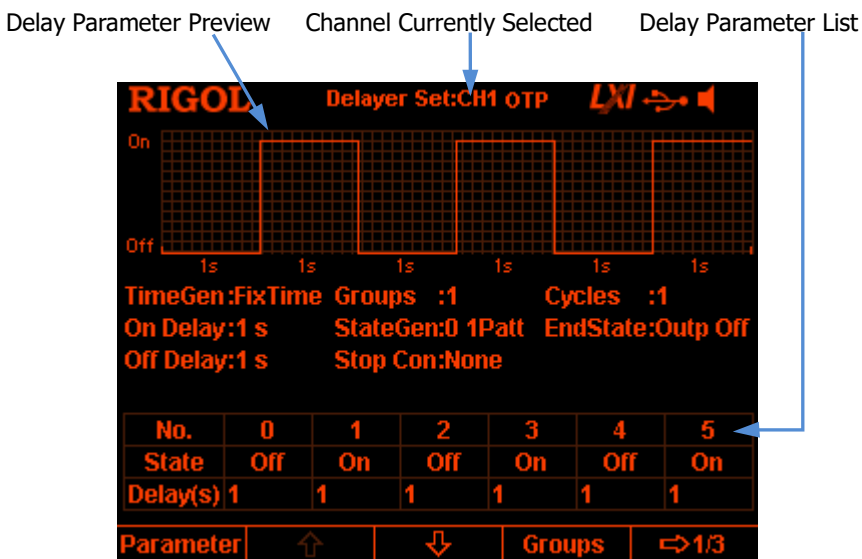 Delay Parameter Preview Channel Currently Selected Delay Parameter List
RIGOL Delayer Set:CH1 OTP LXI
On
Off
1s 1s 1s 1s 1s 1s
TimeGen:FixTime Groups :1 Cycles :1
On Delay:1 s StateGen:0 1Patt EndState:Outp Off
Off Delay:1 s Stop Con:None
No. 0 1 2 3 4 5
State Off On Off On Off On
Delay(s) 1 1 1 1 1 1
Parameter Groups 1/3